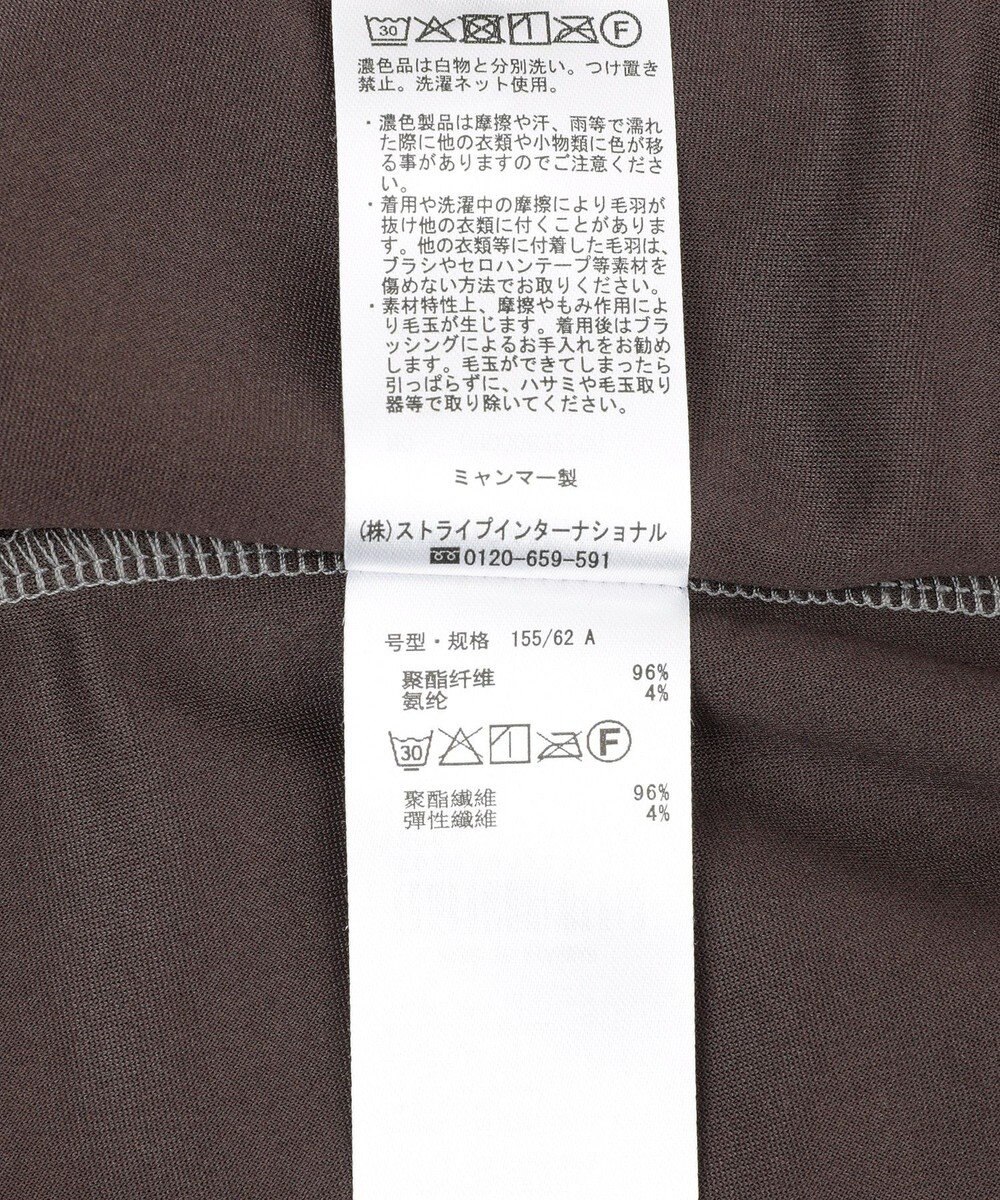 30 F
濃色品は白物と分別洗い。つけ置き
禁止。洗濯ネット使用。
・濃色製品は摩擦や汗、雨等で濡れ
た際に他の衣類や小物類に色が移
る事がありますのでご注意くださ
い。
・着用や洗濯中の摩擦により毛羽が
抜け他の衣類に付くことがありま
す。他の衣類等に付着した毛羽は、
ブラシやセロハンテープ等素材を
傷めない方法でお取りください。
・素材特性上、摩擦やもみ作用によ
り毛玉が生じます。着用後はブラ
ッシングによるお手入れをお勧め
します。毛玉ができてしまったら
引っぱらずに、ハサミや毛玉取り
器等で取り除いてください。
ミャンマー製
(株)ストライプインターナショナル
0120-659-591
号型・规格 155/62 A
聚酯纤维 96%
氨纶 4%
30 F
聚酯纖維 96%
彈性纖維 4%